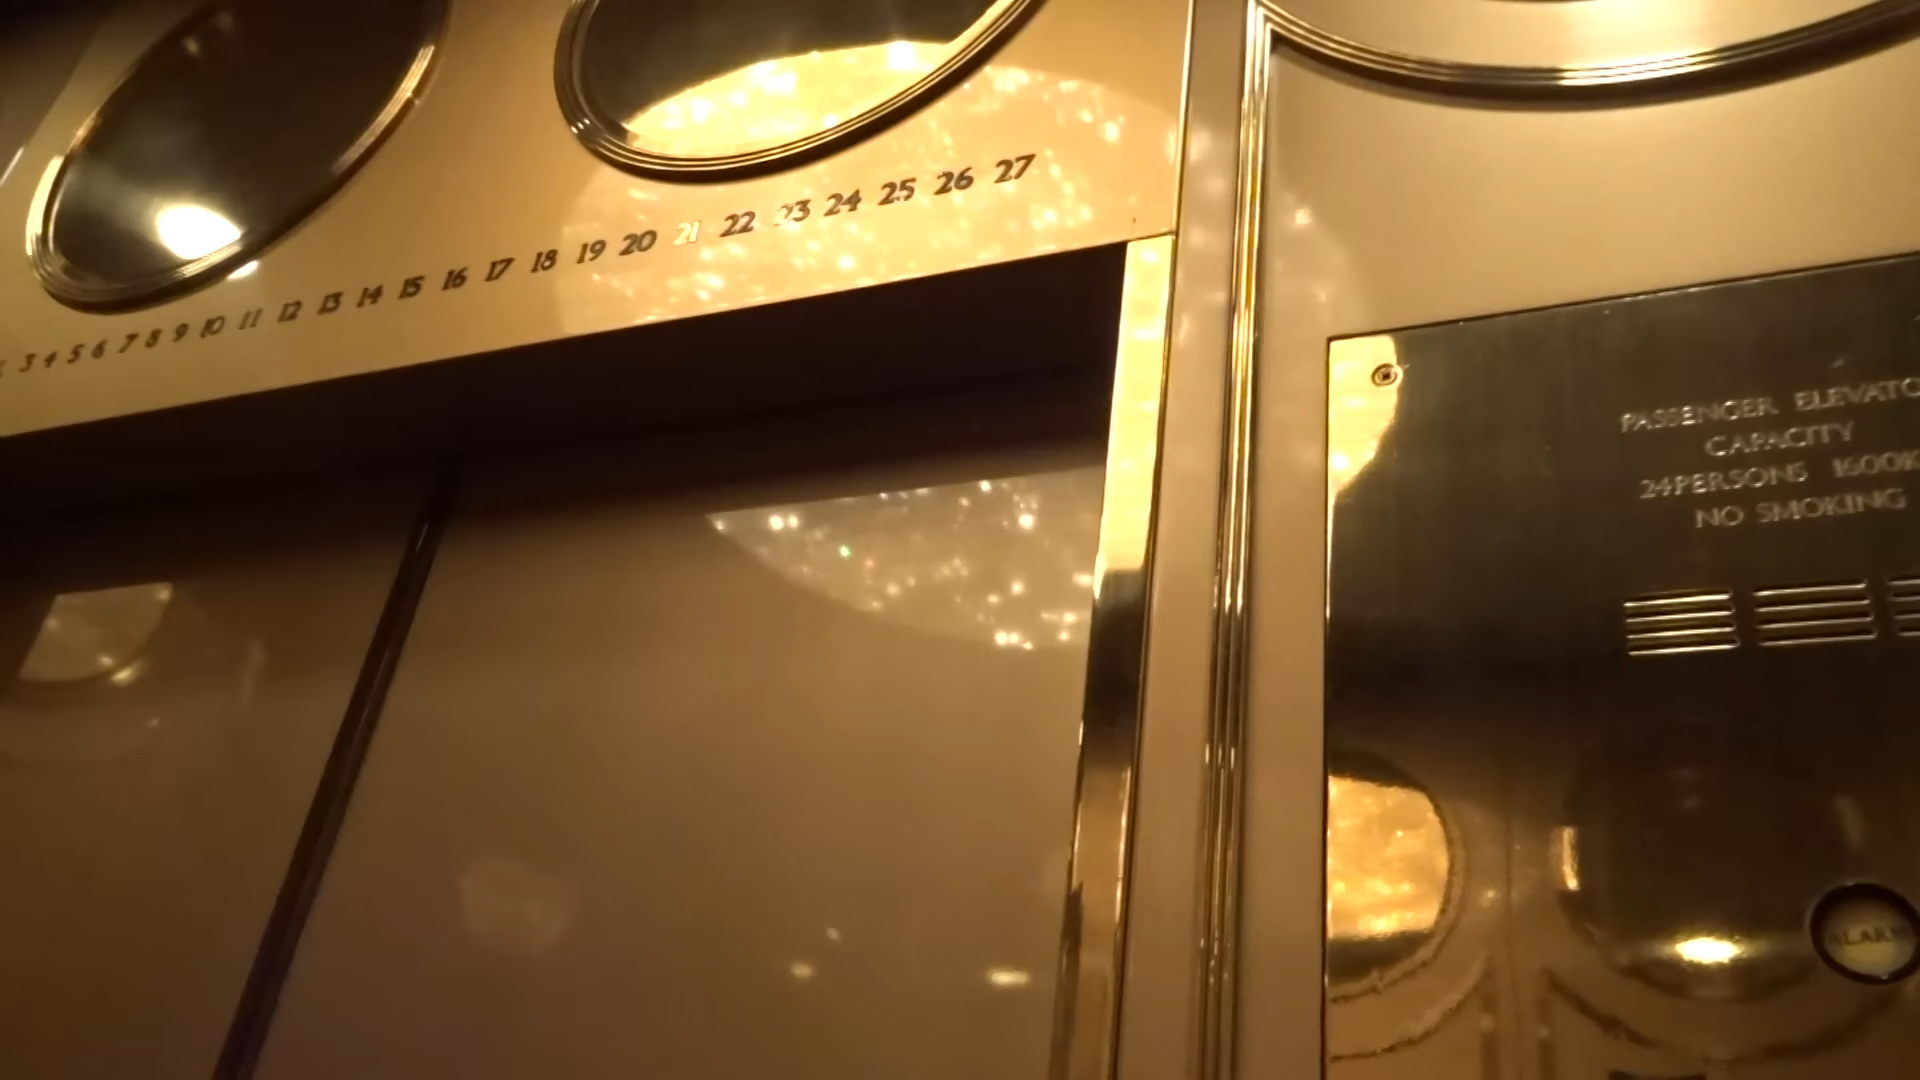 3 4 5 6 7 8 9 10 11 12 13 14 15 16 17 18 19 20 21 22 23 24 25 26 27
PASSENGER ELEVATO
CAPACITY
24PERSONS 1600K
NO SMOKING
ALAR